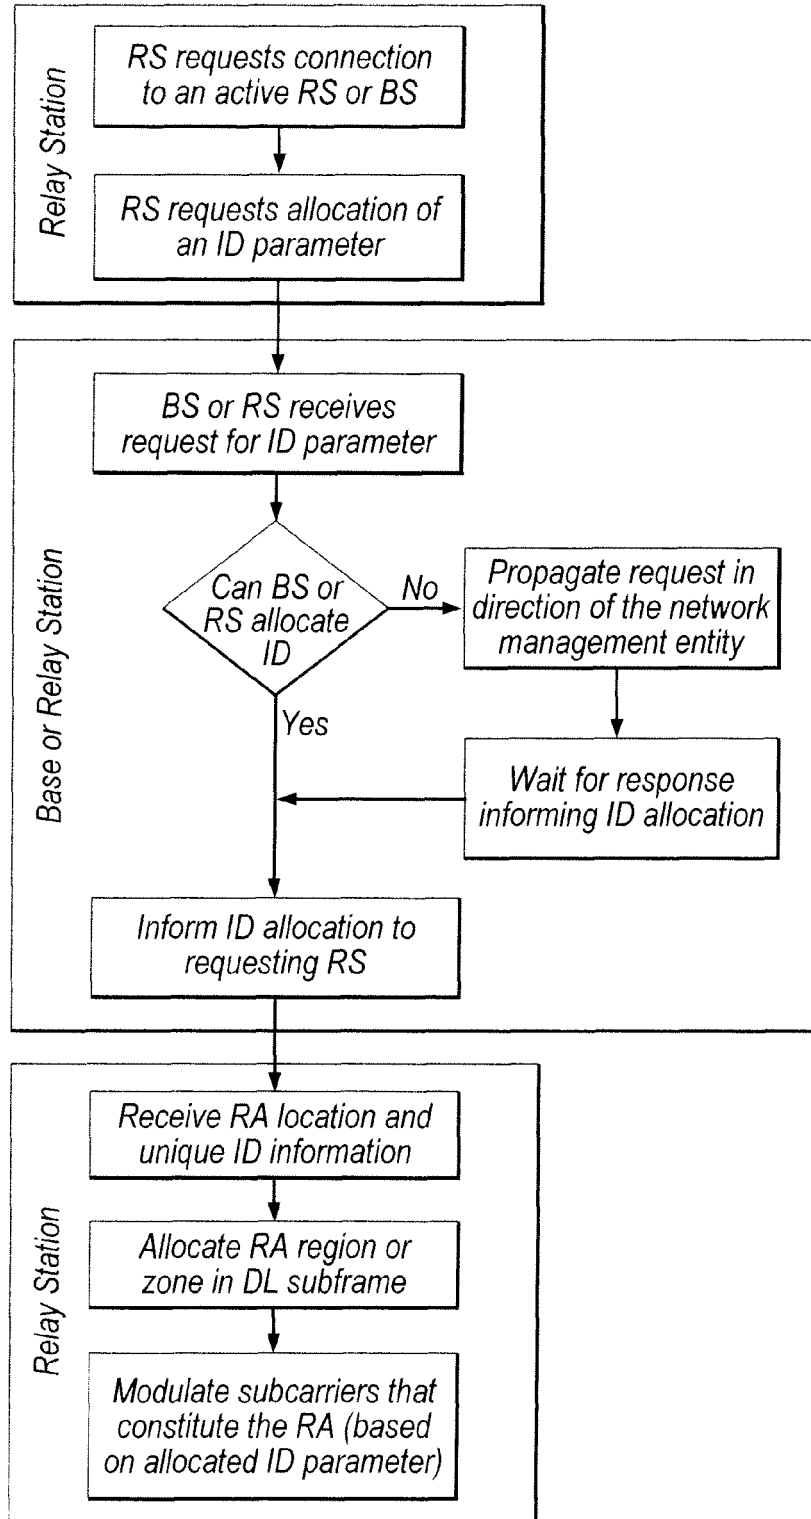 Relay Station
RS requests connection
to an active RS or BS
RS requests allocation of
an ID parameter
Base or Relay Station
BS or RS receives
request for ID parameter
Can BS or
RS allocate
ID
No
Propagate request in
direction of the network
management entity
Yes
Wait for response
informing ID allocation
Inform ID allocation to
requesting RS
Relay Station
Receive RA location and
unique ID information
Allocate RA region or
zone in DL subframe
Modulate subcarriers that
constitute the RA (based
on allocated ID parameter)